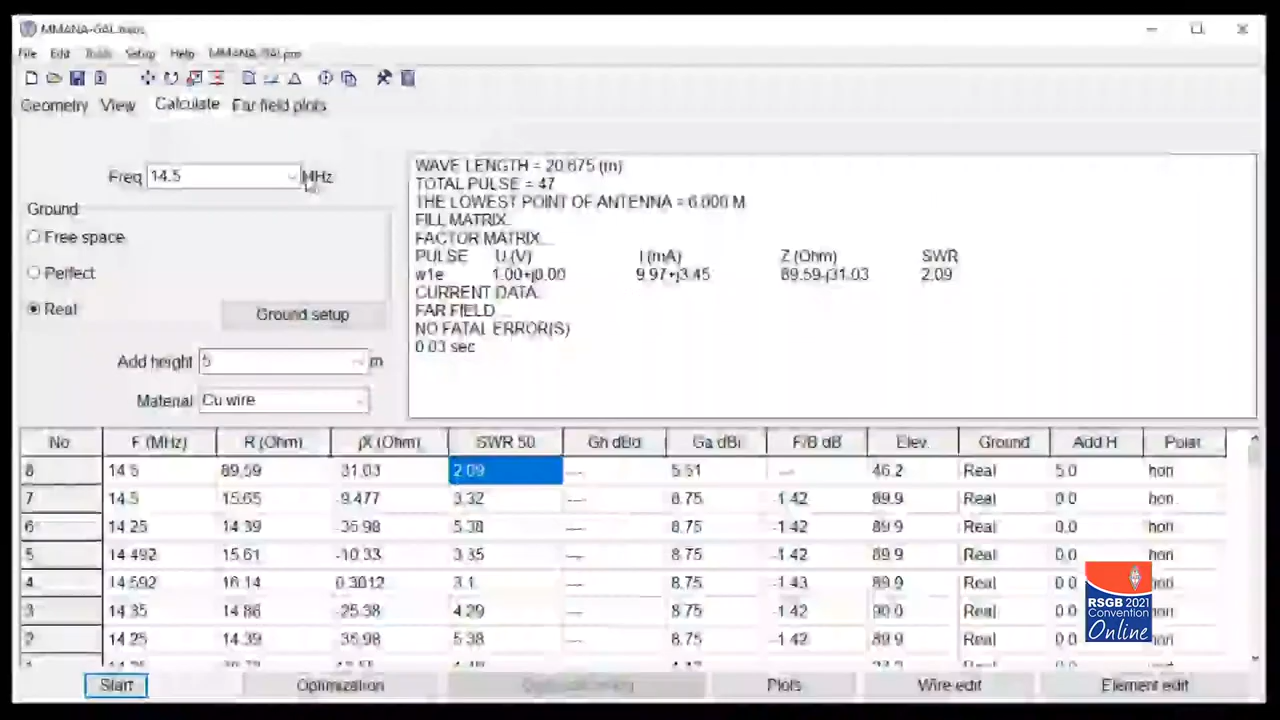 MMANA-GAL basic
File Edit Tools Setup Help MMANA-GAL pro
Geometry View Calculate Far field plots
Freq 14.5 MHz
Ground
Free space
Perfect
Real
Ground setup
Add height 5 m
Material Cu wire
WAVE LENGTH = 20.675 (m)
TOTAL PULSE = 47
THE LOWEST POINT OF ANTENNA = 6.000 M
FILL MATRIX...
FACTOR MATRIX...
PULSE U (V) I (mA) Z (Ohm) SWR
w1e 1.00+j0.00 9.97+j3.45 89.59-j31.03 2.09
CURRENT DATA...
FAR FIELD ...
NO FATAL ERROR(S)
0.03 sec
No F (MHz) R (Ohm) jX (Ohm) SWR 50 Gh dBd Ga dBi F/B dB Elev. Ground Add H Polar.
8 14.5 89.59 31.03 2.09 --- 5.51 --- 46.2 Real 5.0 hori.
7 14.5 15.65 -9.477 3.32 --- 8.75 -1.42 89.9 Real 0.0 hori.
6 14.25 14.39 -35.98 5.38 --- 8.75 -1.42 89.9 Real 0.0 hori.
5 14.492 15.61 -10.33 3.35 --- 8.75 -1.42 89.9 Real 0.0 hori.
4 14.592 16.14 0.3012 3.1 --- 8.75 -1.43 89.9 Real 0.0 hori.
3 14.35 14.86 -25.38 4.29 --- 8.75 -1.42 90.0 Real 0.0 hori.
2 14.25 14.39 35.98 5.38 --- 8.75 -1.42 89.9 Real 0.0 hori.
RSGB 2021
Convention
Online
Start Optimization Plots Wire edit Element edit